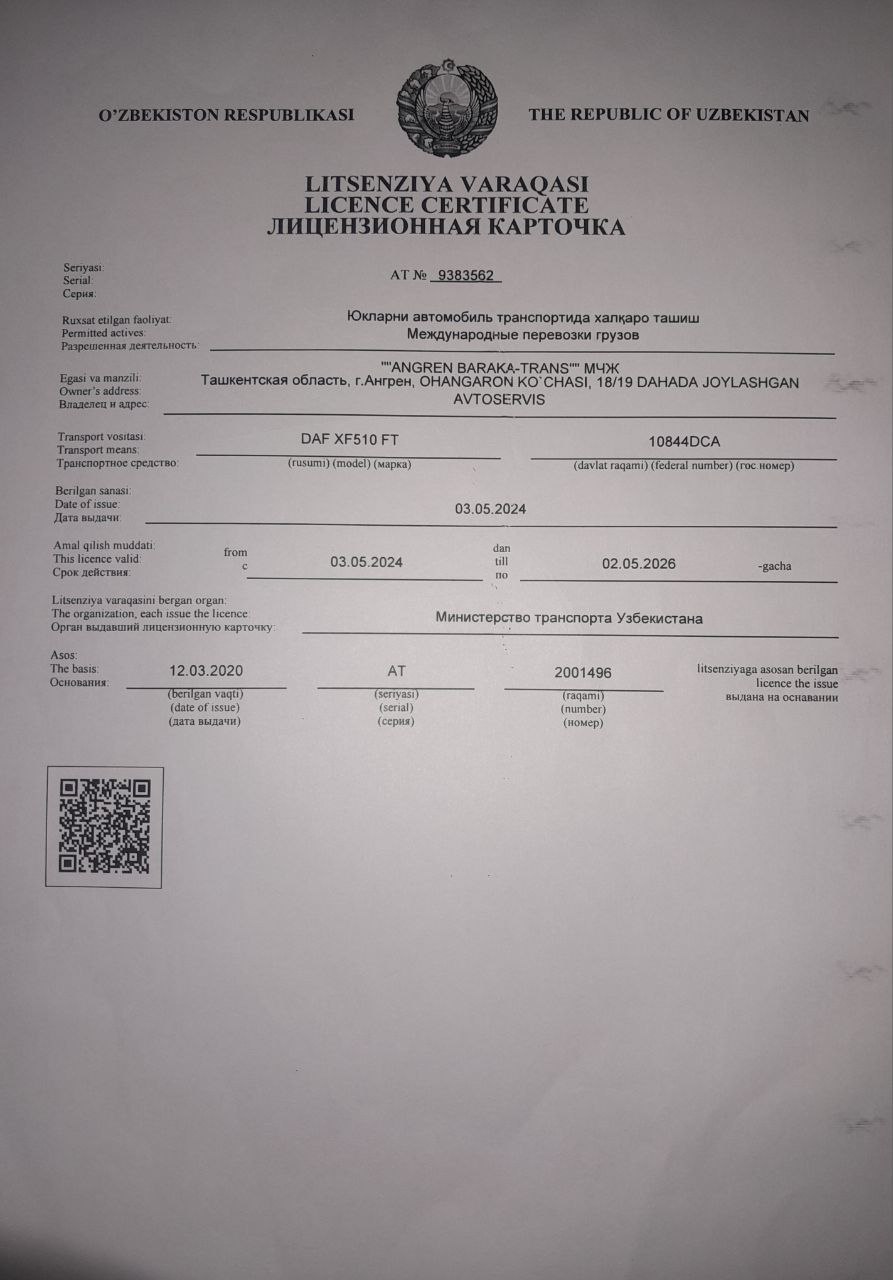 O'ZBEKISTON RESPUBLIKASI THE REPUBLIC OF UZBEKISTAN
LITSENZIYA VARAQASI
LICENCE CERTIFICATE
ЛИЦЕНЗИОННАЯ КАРТОЧКА
Seriyasi:
Serial:
Серия:
АТ № 9383562
Ruxsat etilgan faoliyat:
Permitted actives:
Разрешенная деятельность:
Юкларни автомобиль транспортида халқаро ташиш
Международные перевозки грузов
Egasi va manzili:
Owner's address:
Владелец и адрес:
""ANGREN BARAKA-TRANS"" МЧЖ
Ташкентская область, г.Ангрен, OHANGARON KO`CHASI, 18/19 DAHADA JOYLASHGAN
AVTOSERVIS
Transport vositasi:
Transport means:
Транспортное средство:
DAF XF510 FT 10844DCA
(rusumi) (model) (марка) (davlat raqami) (federal number) (гос.номер)
Berilgan sanasi:
Date of issue:
Дата выдачи:
03.05.2024
Amal qilish muddati:
This licence valid:
Срок действия:
from
с
03.05.2024
dan
till
по
02.05.2026 -gacha
Litsenziya varaqasini bergan organ:
The organization, each issue the licence:
Орган выдавший лицензионную карточку:
Министерство транспорта Узбекистана
Asos:
The basis:
Основания:
12.03.2020
(berilgan vaqti)
(date of issue)
(дата выдачи)
АТ
(seriyasi)
(serial)
(серия)
2001496
(raqami)
(number)
(номер)
litsenziyaga asosan berilgan
licence the issue
выдана на оснавании